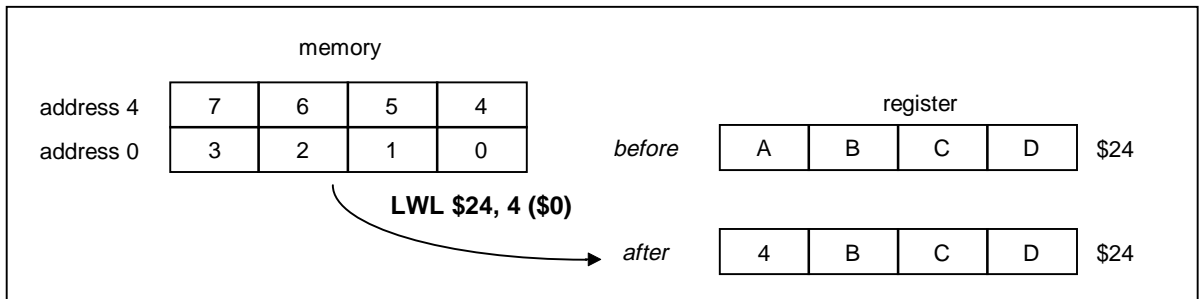 memory
address 4 7 6 5 4
register
address 0 3 2 1 0
before A B C D $24
LWL $24, 4 ($0)
after 4 B C D $24